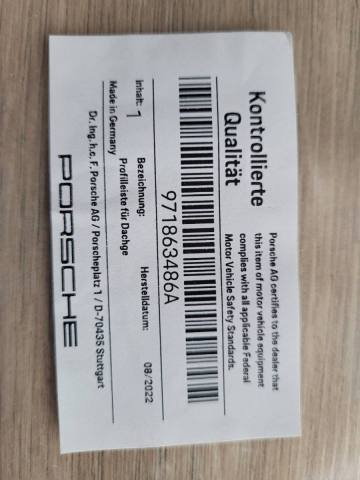 Kontrollierte
Qualität
Porsche AG certifies to the dealer that
this item of motor vehicle equipment
complies with all applicable Federal
Motor Vehicle Safety Standards.
971863486A
Inhalt: 1
Bezeichnung:
Herstelldatum:
08/2022
Profilleiste für Dachge
Made in Germany
Dr. Ing. h.c. F. Porsche AG / Porscheplatz 1 / D-70435 Stuttgart
PORSCHE